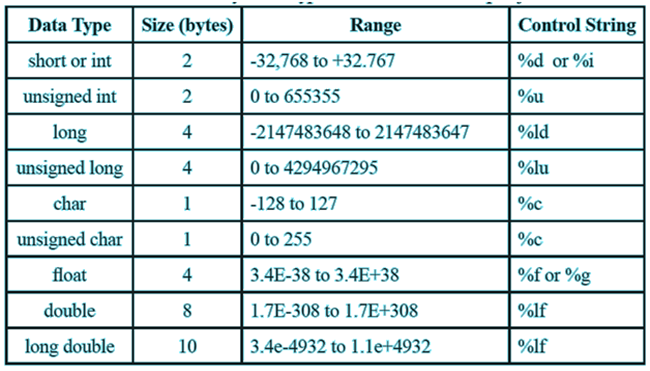 Data Type Size (bytes) Range Control String
short or int 2 -32,768 to +32.767 %d or %i
unsigned int 2 0 to 655355 %u
long 4 -2147483648 to 2147483647 %ld
unsigned long 4 0 to 4294967295 %lu
char 1 -128 to 127 %c
unsigned char 1 0 to 255 %c
float 4 3.4E-38 to 3.4E+38 %f or %g
double 8 1.7E-308 to 1.7E+308 %lf
long double 10 3.4e-4932 to 1.1e+4932 %lf